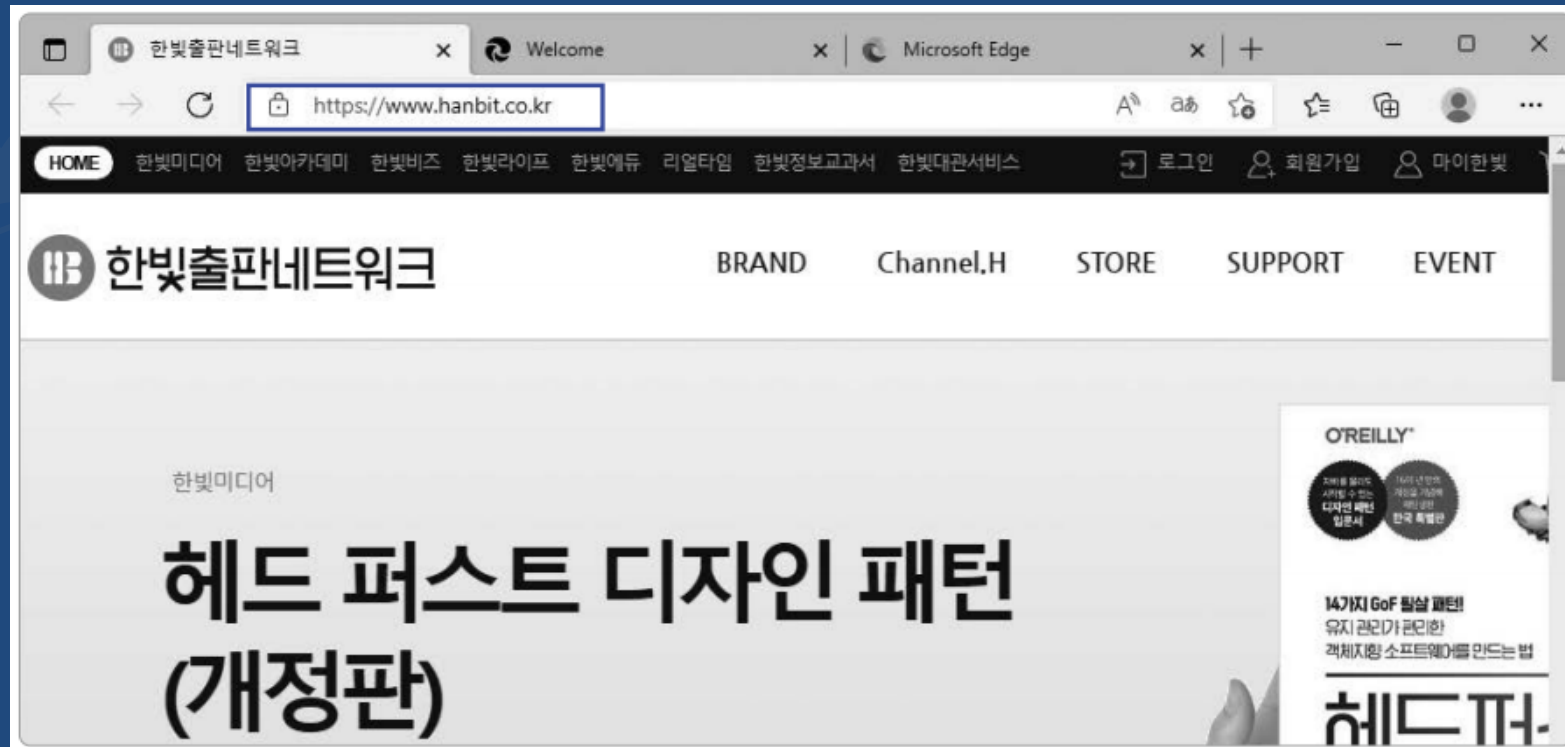 한빛출판네트워크 Welcome Microsoft Edge
https://www.hanbit.co.kr
HOME 한빛미디어 한빛아카데미 한빛비즈 한빛라이프 한빛에듀 리얼타임 한빛정보교과서 한빛대관서비스 로그인 회원가입 마이한빛
한빛출판네트워크 BRAND Channel.H STORE SUPPORT EVENT
O'REILLY
한빛미디어
헤드 퍼스트 디자인 패턴
(개정판)
디자인 패턴
입문서
한국 특별판
14가지 GoF 필살 패턴!
유지 관리가 편리한
객체지향 소프트웨어를 만드는 법
헤드퍼